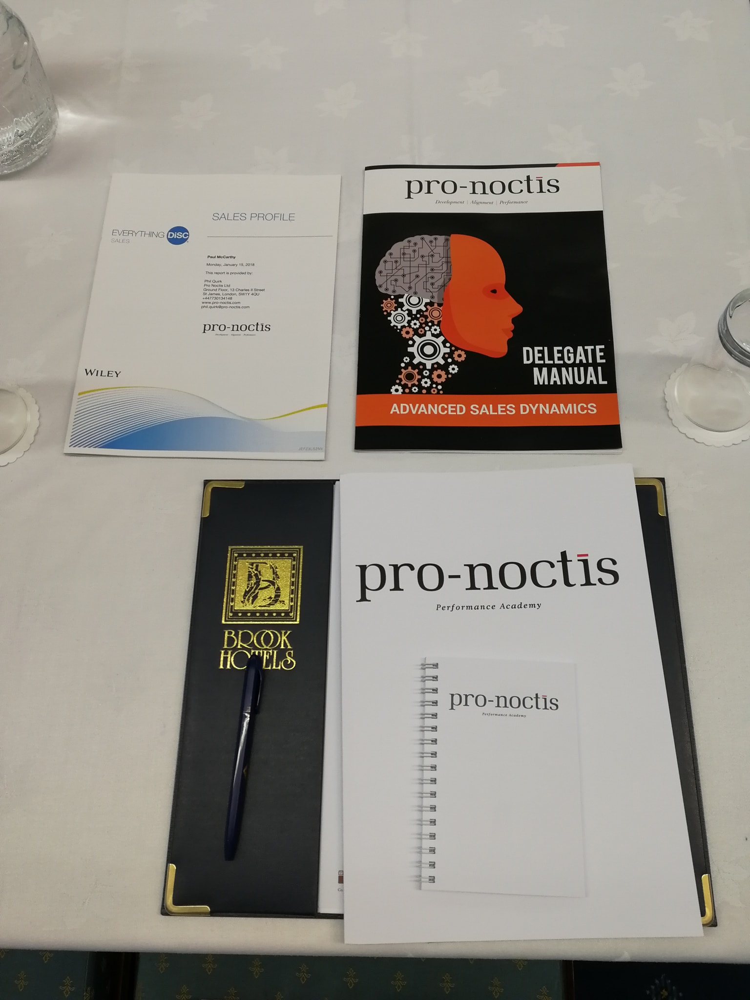 SALES PROFILE
EVERYTHING DiSC
SALES
Paul McCarthy
Monday, January 15, 2018
This report is provided by:
Phil Quirk
Pro Noctis Ltd
Ground Floor, 13 Charles II Street
St James, London, SW1Y 4QU
+447730134148
www.pro-noctis.com
phil.quirk@pro-noctis.com
pro-noctis
Development Alignment Performance
WILEY
pro-noctis
Development | Alignment | Performance
DELEGATE
MANUAL
ADVANCED SALES DYNAMICS
B
BROOK
HOTELS
pro-noctis
Performance Academy
pro-noctis
Performance Academy